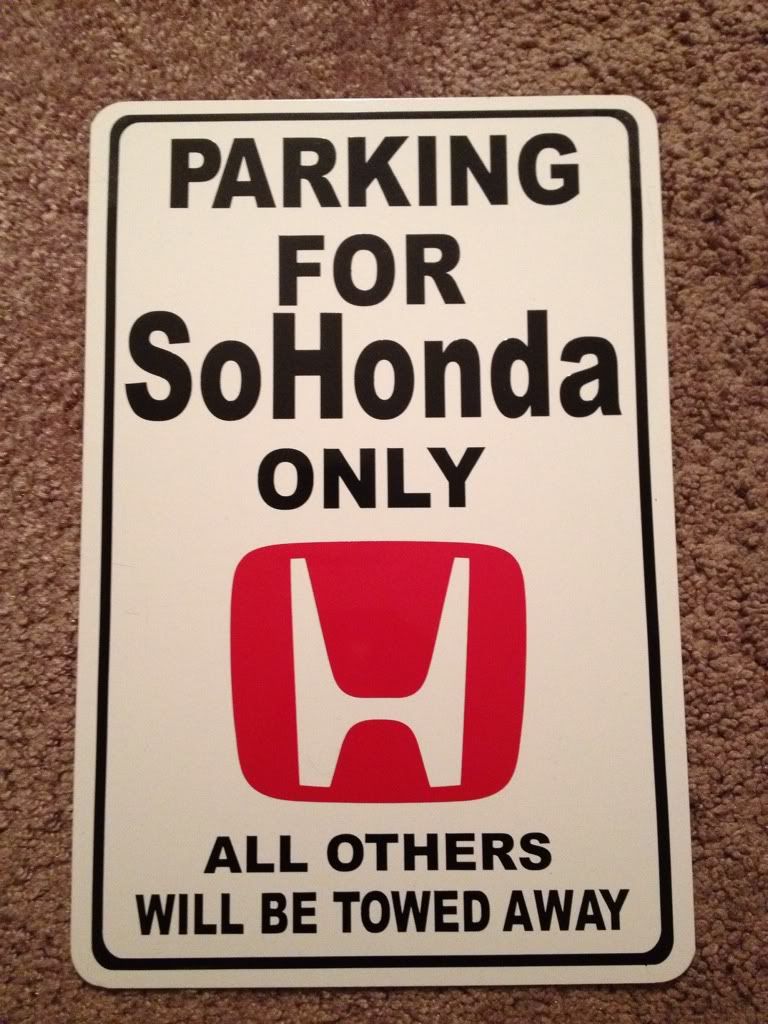 PARKING
FOR
SoHonda
ONLY
ALL OTHERS
WILL BE TOWED AWAY